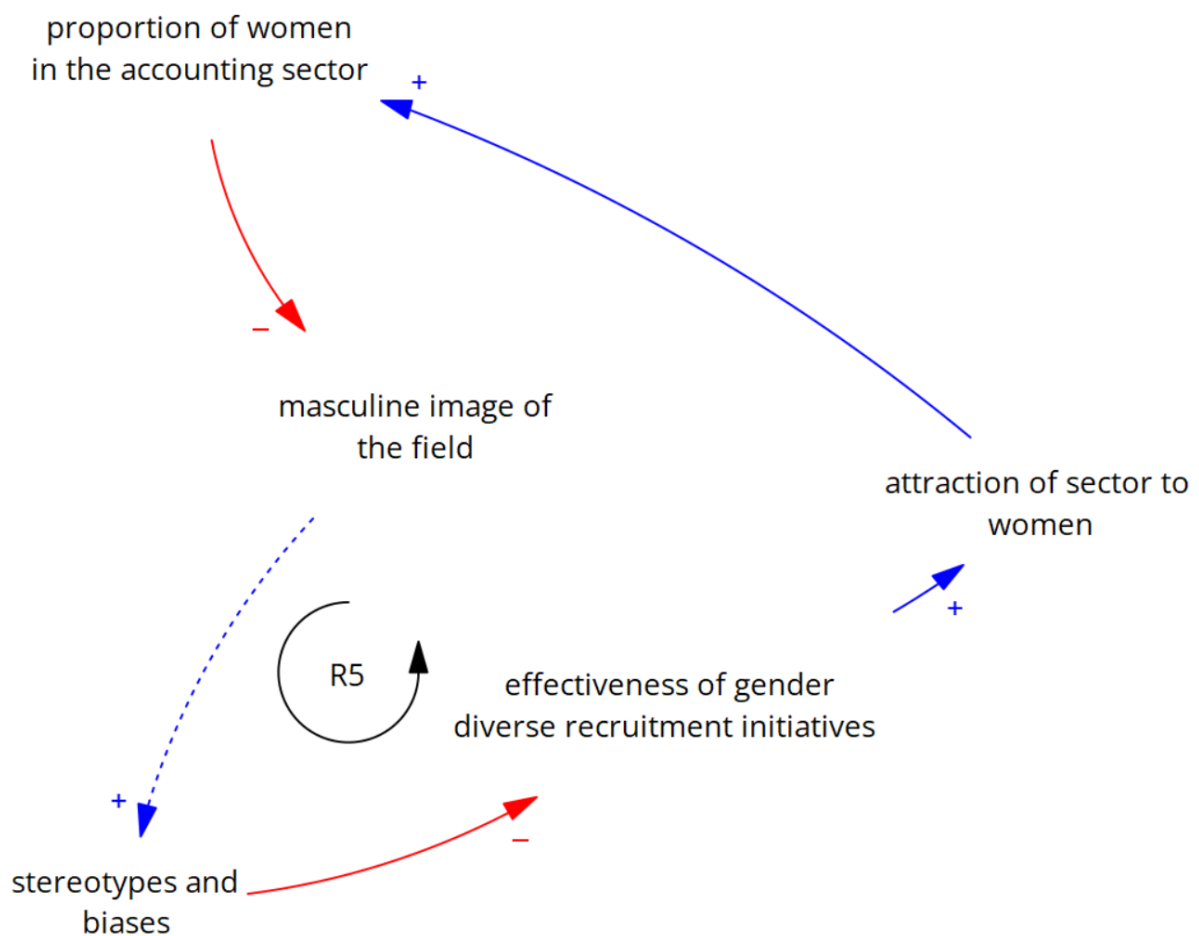 proportion of women
in the accounting sector
+
–
masculine image of
the field
attraction of sector to
women
+
R5
effectiveness of gender
diverse recruitment initiatives
+
–
stereotypes and
biases